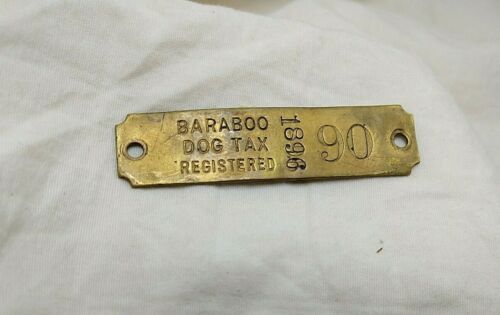 BARABOO
DOG TAX
REGISTERED
1896
90